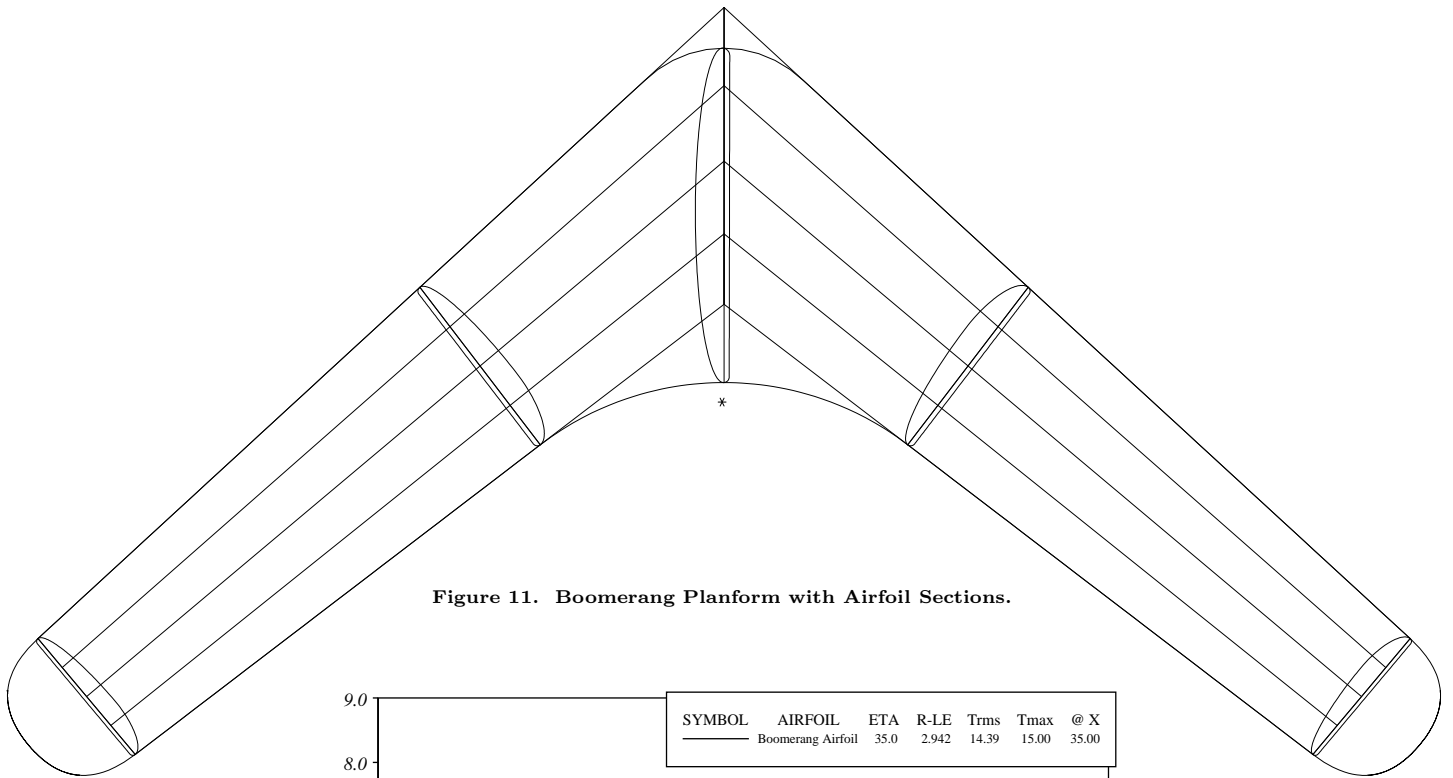 *
Figure 11. Boomerang Planform with Airfoil Sections.
9.0
SYMBOL AIRFOIL ETA R-LE Trms Tmax @ X
Boomerang Airfoil 35.0 2.942 14.39 15.00 35.00
8.0